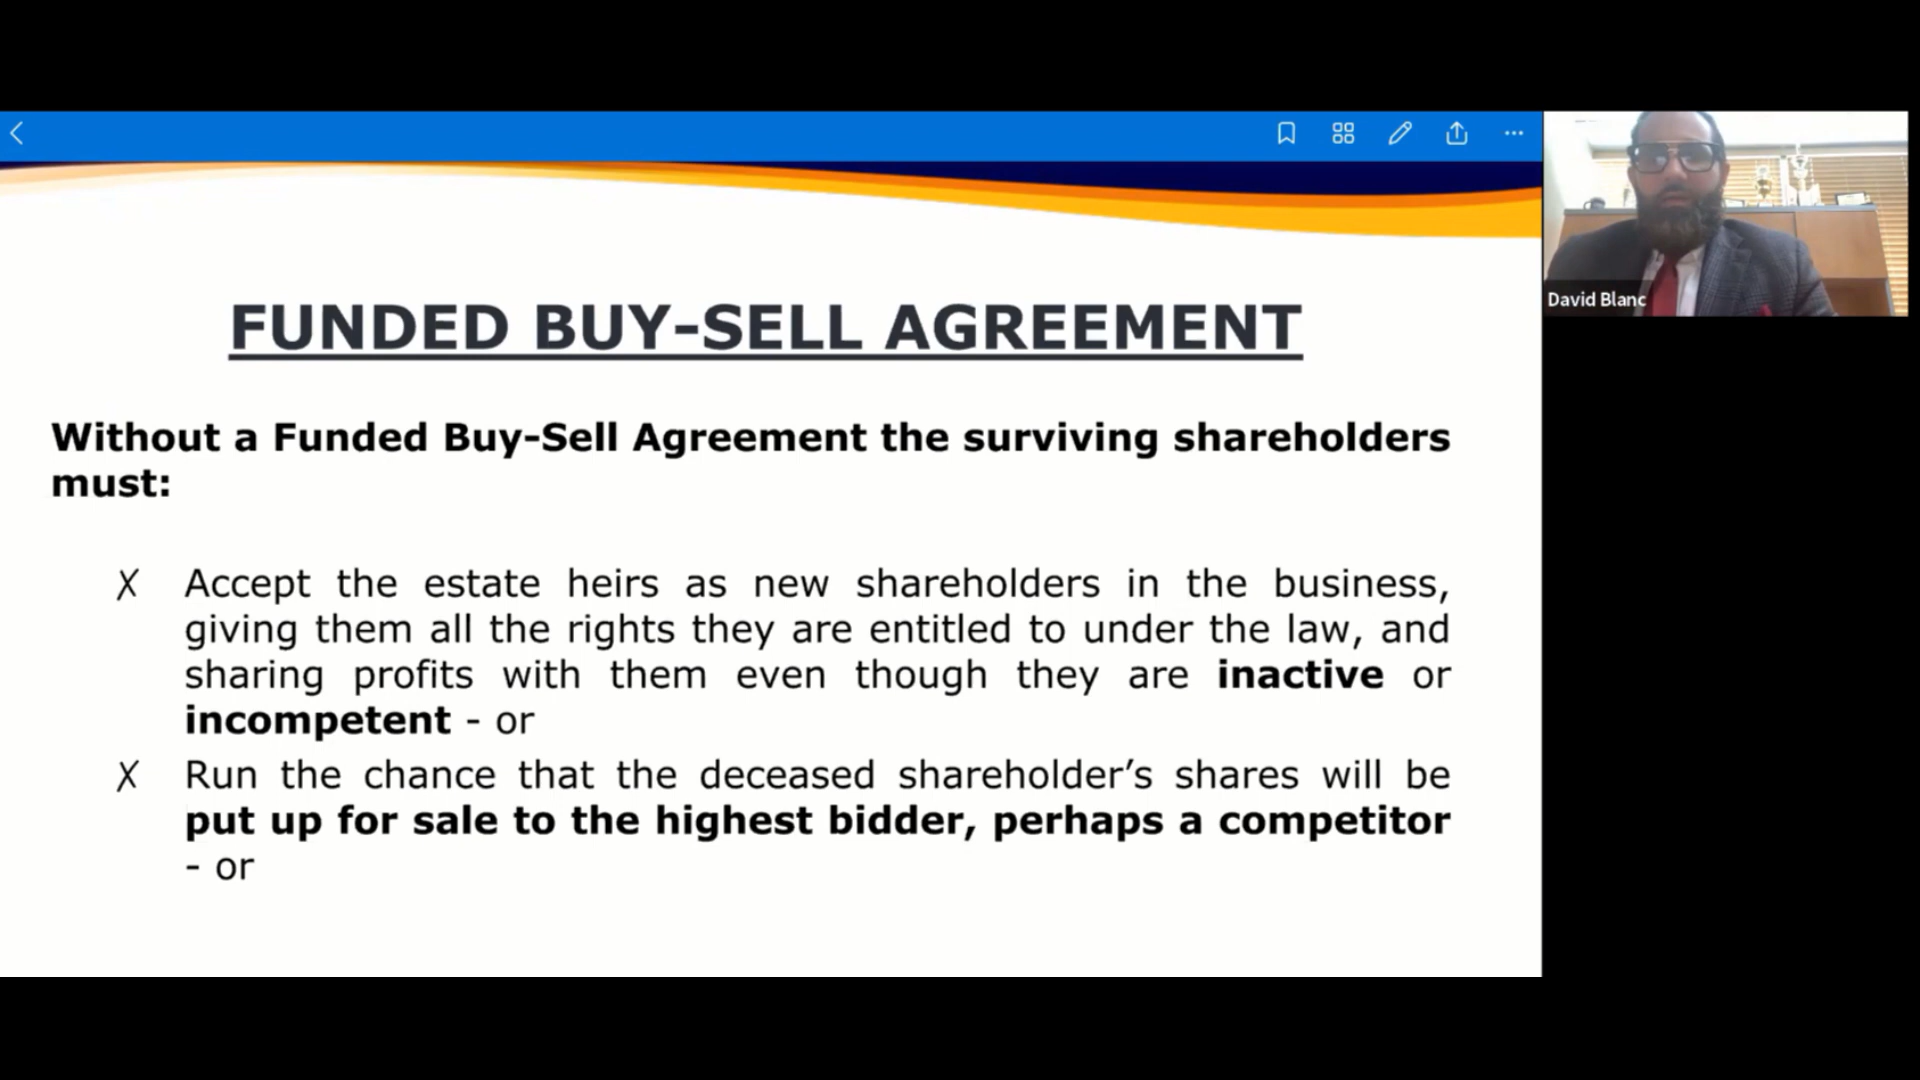 FUNDED BUY-SELL AGREEMENT
Without a Funded Buy-Sell Agreement the surviving shareholders
must:
X Accept the estate heirs as new shareholders in the business,
giving them all the rights they are entitled to under the law, and
sharing profits with them even though they are inactive or
incompetent - or
X Run the chance that the deceased shareholder’s shares will be
put up for sale to the highest bidder, perhaps a competitor
- or
David Blanc